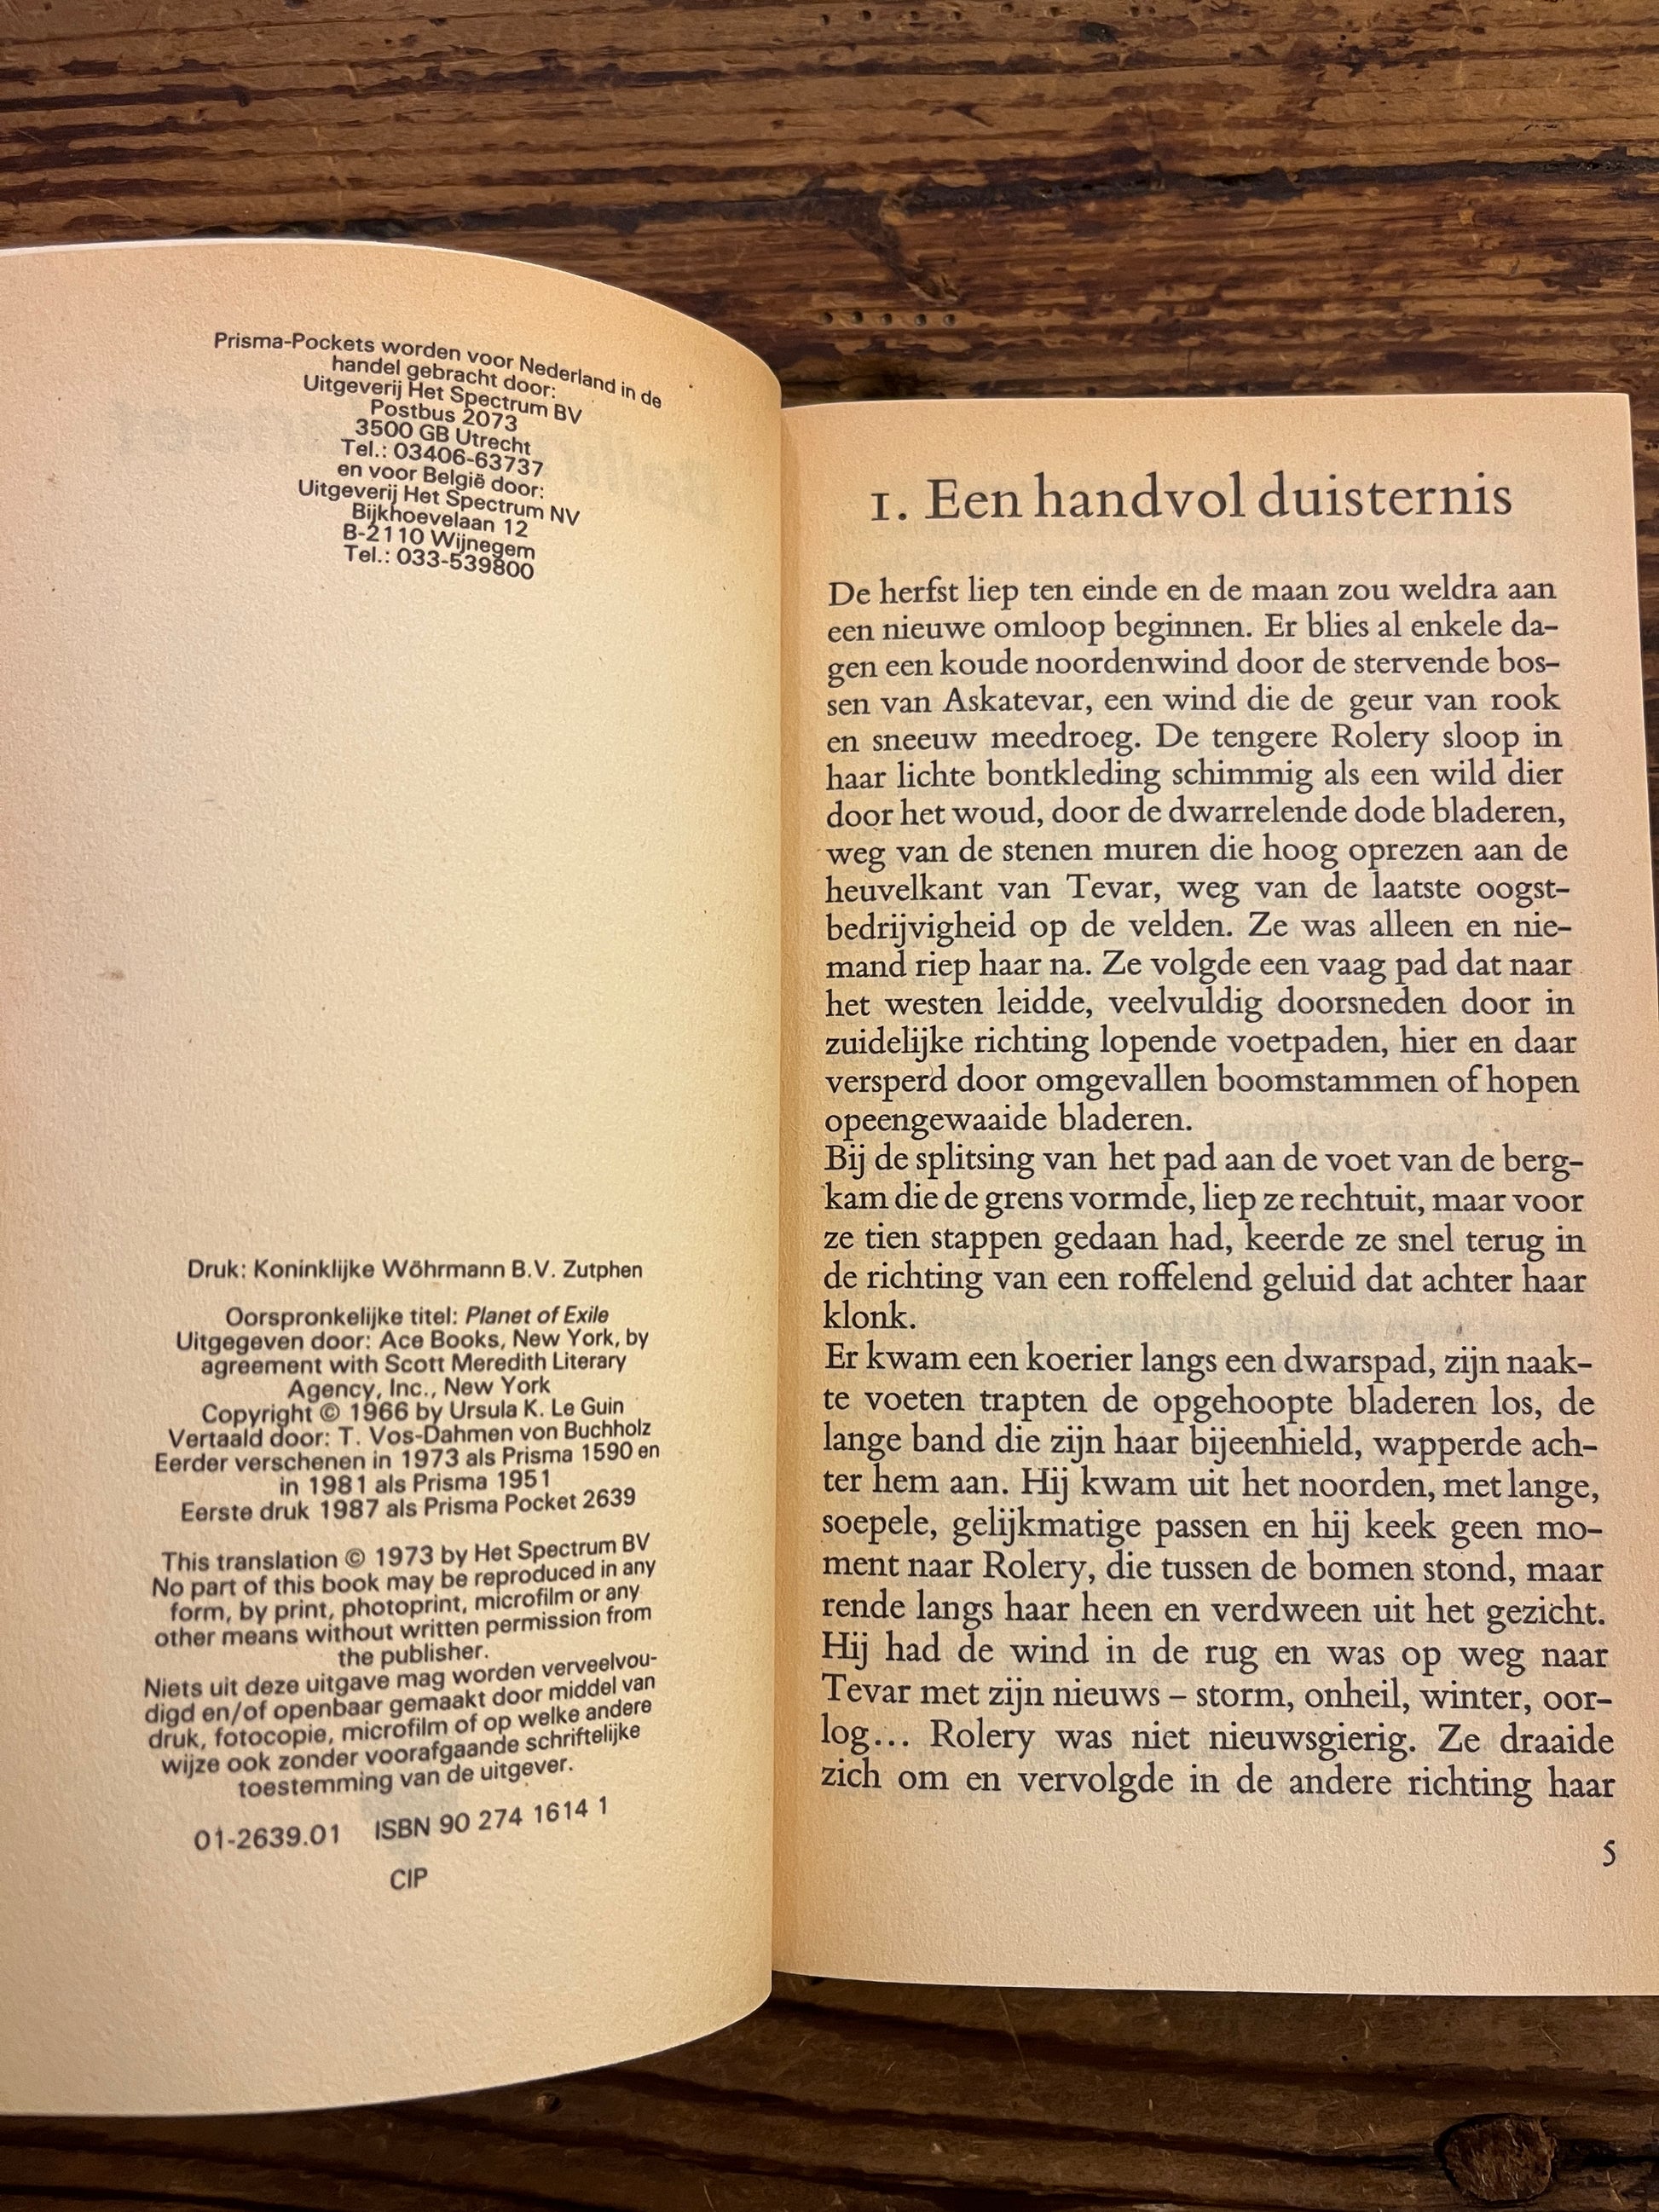 Prisma-Pockets worden voor Nederland in de
handel gebracht door:
Uitgeverij Het Spectrum BV
Postbus 2073
3500 GB Utrecht
Tel.: 03406-63737
en voor België door:
Uitgeverij Het Spectrum NV
Bijkhoevelaan 12
B-2110 Wijnegem
Tel.: 033-539800
Druk: Koninklijke Wöhrmann B.V. Zutphen
Oorspronkelijke titel: Planet of Exile
Uitgegeven door: Ace Books, New York, by
agreement with Scott Meredith Literary
Agency, Inc., New York
Copyright © 1966 by Ursula K. Le Guin
Vertaald door: T. Vos-Dahmen von Buchholz
Eerder verschenen in 1973 als Prisma 1590 en
in 1981 als Prisma 1951
Eerste druk 1987 als Prisma Pocket 2639
This translation © 1973 by Het Spectrum BV
No part of this book may be reproduced in any
form, by print, photoprint, microfilm or any
other means without written permission from
the publisher.
Niets uit deze uitgave mag worden verveelvou-
digd en/of openbaar gemaakt door middel van
druk, fotocopie, microfilm of op welke andere
wijze ook zonder voorafgaande schriftelijke
toestemming van de uitgever.
01-2639.01 ISBN 90 274 1614 1
CIP
1. Een handvol duisternis
De herfst liep ten einde en de maan zou weldra aan
een nieuwe omloop beginnen. Er blies al enkele da-
gen een koude noordenwind door de stervende bos-
sen van Askatevar, een wind die de geur van rook
en sneeuw meedroeg. De tengere Rolery sloop in
haar lichte bontkleding schimmig als een wild dier
door het woud, door de dwarrelende dode bladeren,
weg van de stenen muren die hoog oprezen aan de
heuvelkant van Tevar, weg van de laatste oogst-
bedrijvigheid op de velden. Ze was alleen en nie-
mand riep haar na. Ze volgde een vaag pad dat naar
het westen leidde, veelvuldig doorsneden door in
zuidelijke richting lopende voetpaden, hier en daar
versperd door omgevallen boomstammen of hopen
opeengewaaide bladeren.
Bij de splitsing van het pad aan de voet van de berg-
kam die de grens vormde, liep ze rechtuit, maar voor
ze tien stappen gedaan had, keerde ze snel terug in
de richting van een roffelend geluid dat achter haar
klonk.
Er kwam een koerier langs een dwarspad, zijn naak-
te voeten trapten de opgehoopte bladeren los, de
lange band die zijn haar bijeenhield, wapperde ach-
ter hem aan. Hij kwam uit het noorden, met lange,
soepele, gelijkmatige passen en hij keek geen mo-
ment naar Rolery, die tussen de bomen stond, maar
rende langs haar heen en verdween uit het gezicht.
Hij had de wind in de rug en was op weg naar
Tevar met zijn nieuws – storm, onheil, winter, oor-
log... Rolery was niet nieuwsgierig. Ze draaide
zich om en vervolgde in de andere richting haar
5